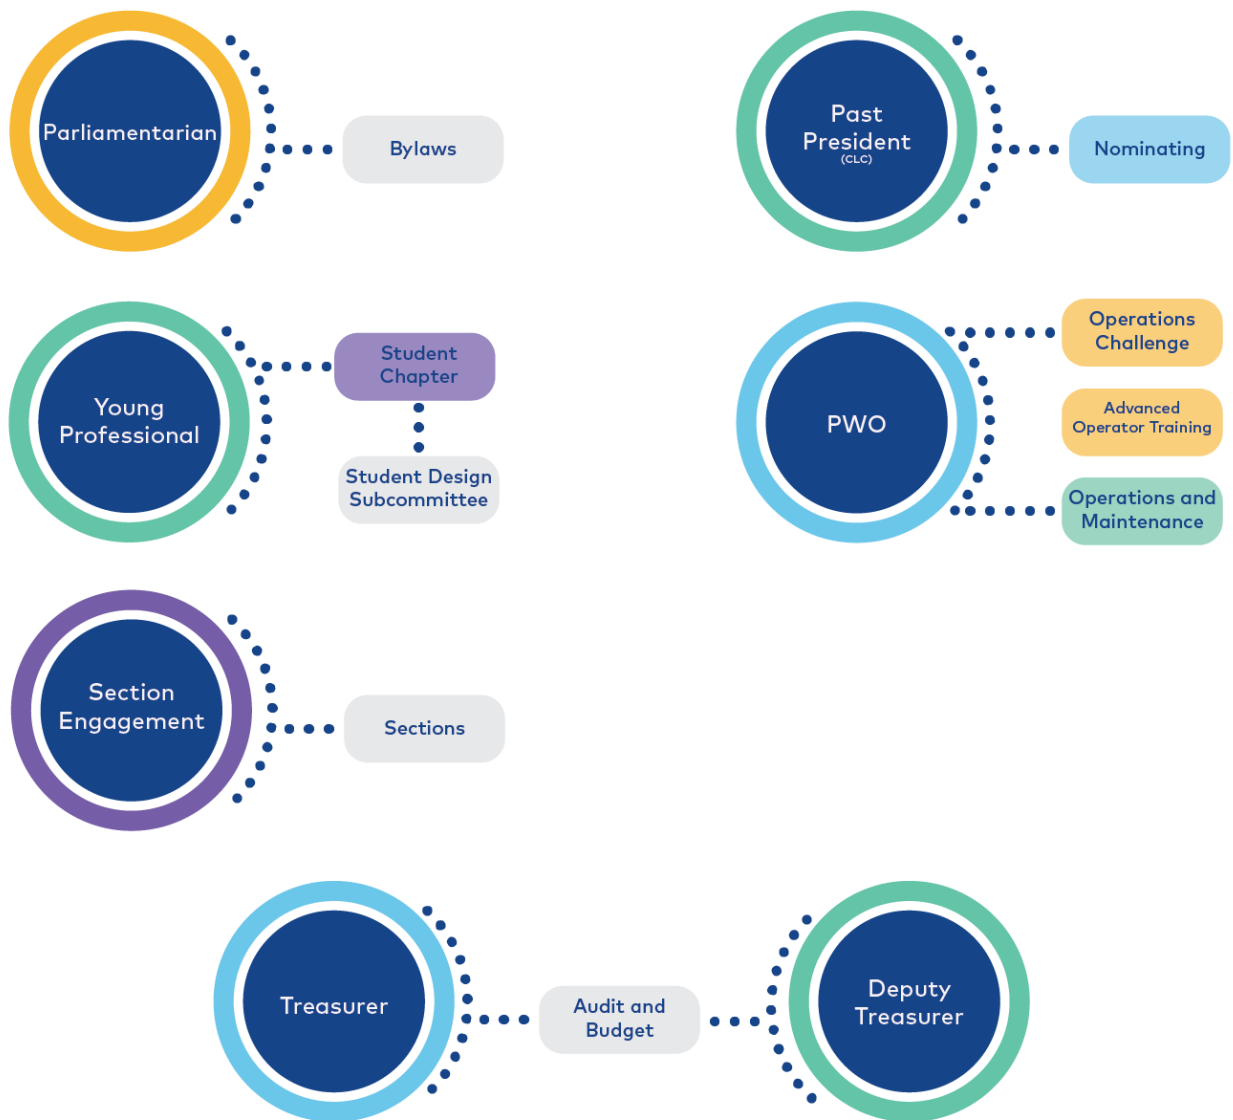 Parliamentarian
Bylaws
Past
President
(CLC)
Nominating
Young
Professional
Student
Chapter
Student Design
Subcommittee
PWO
Operations
Challenge
Advanced
Operator Training
Operations and
Maintenance
Section
Engagement
Sections
Treasurer
Audit and
Budget
Deputy
Treasurer